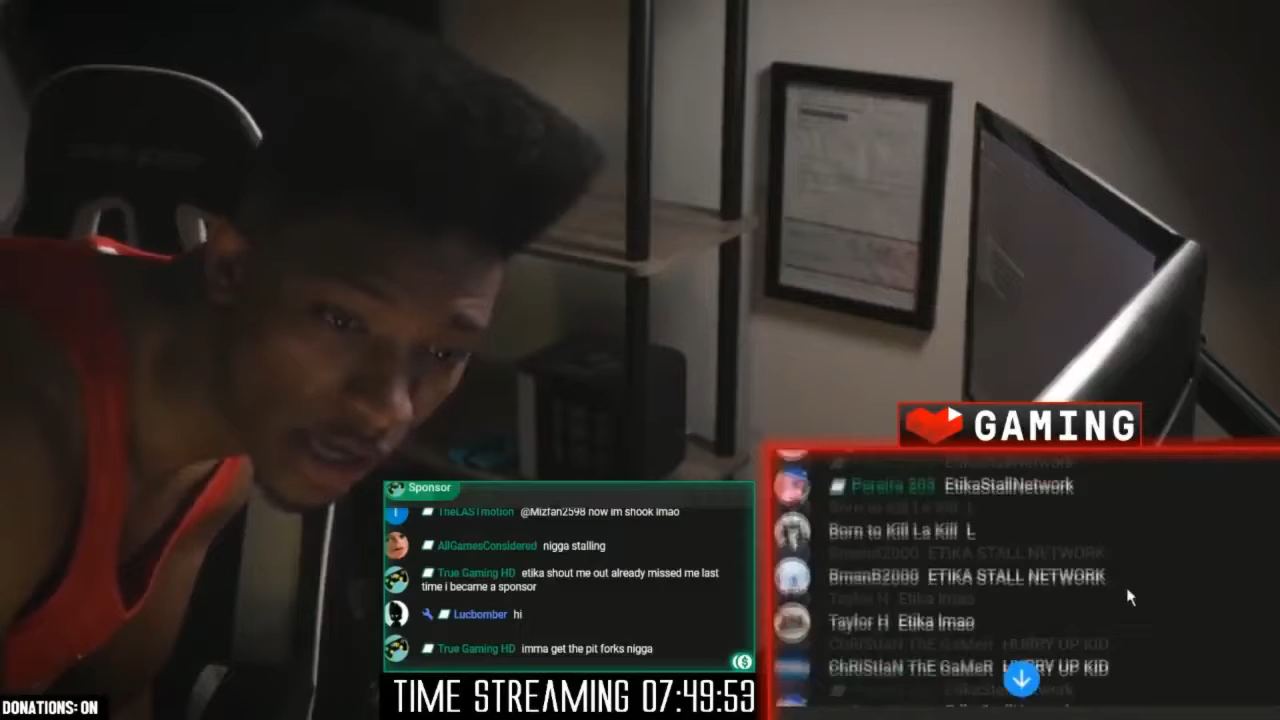 GAMING
Sponsor
TheLASTmotion @Mizfan2598 now im shook lmao
AllGamesConsidered nigga stalling
True Gaming HD etika shout me out already missed me last
time i became a sponsor
Lucbomber hi
True Gaming HD imma get the pit forks nigga
Pereira 203 EtikaStallNetwork
Born to Kill La Kill L
BmanB2000 ETIKA STALL NETWORK
Taylor H Etika lmao
ChRiStIaN ThE GaMeR HURRY UP KID
TIME STREAMING 07:49:53
DONATIONS: ON